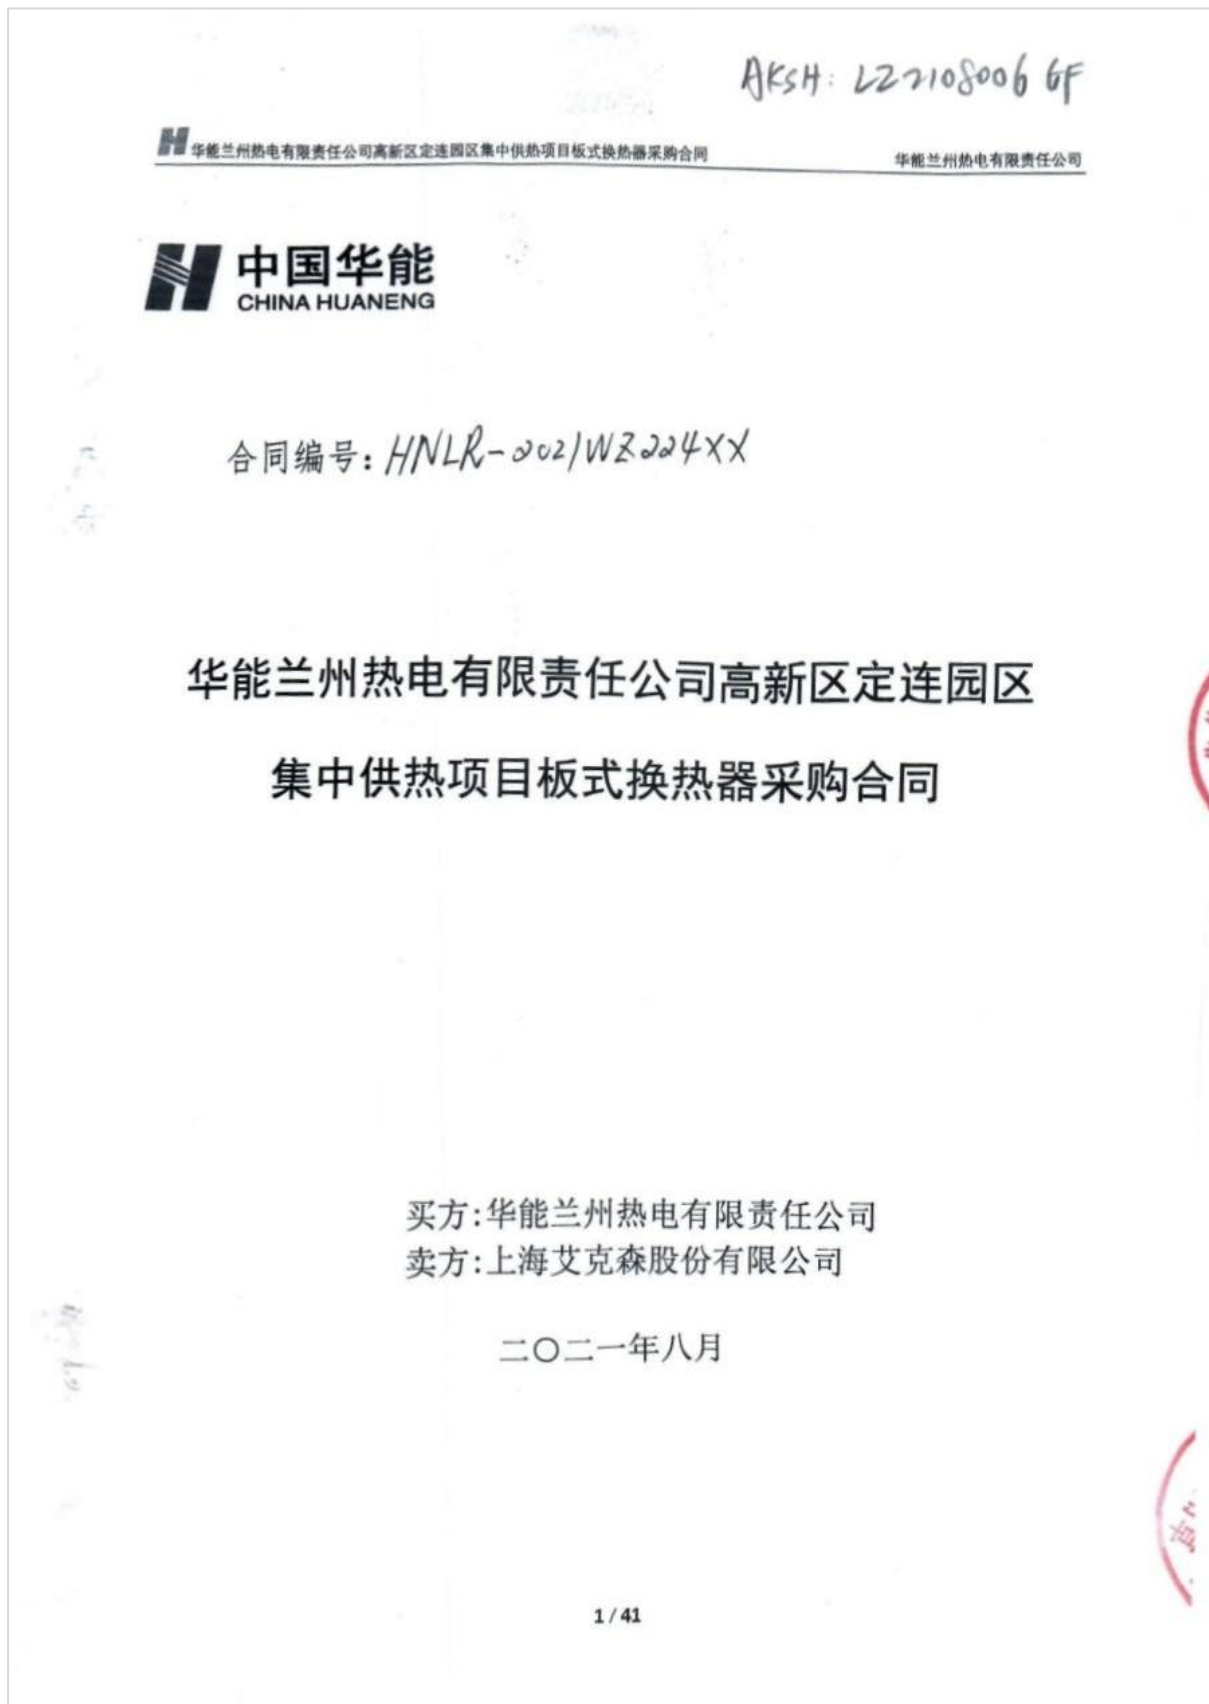 AKSH: LZ2108006 GF
华能兰州热电有限责任公司高新区定连园区集中供热项目板式换热器采购合同 华能兰州热电有限责任公司
中国华能
CHINA HUANENG
合同编号: HNLR-2021WZ224XX
华能兰州热电有限责任公司高新区定连园区
集中供热项目板式换热器采购合同
买方:华能兰州热电有限责任公司
卖方:上海艾克森股份有限公司
二〇二一年八月
1 / 41